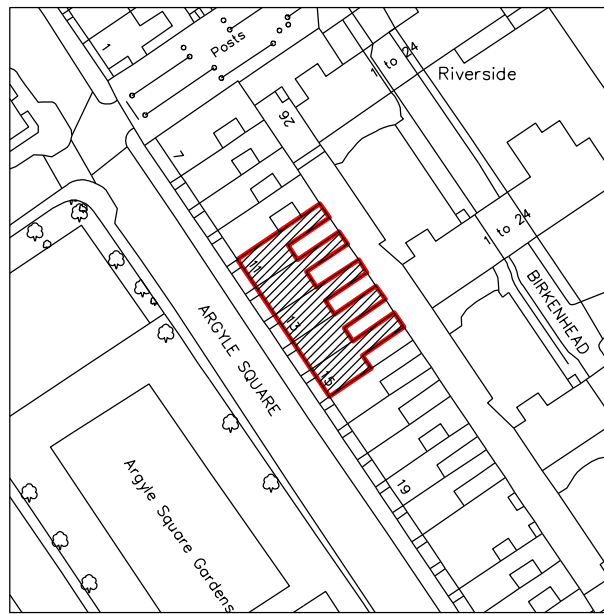 1
Posts
1 to 24
Riverside
26
7
1 to 24
11
BIRKENHEAD
13
ARGYLE SQUARE
15
19
Argyle Square Gardens